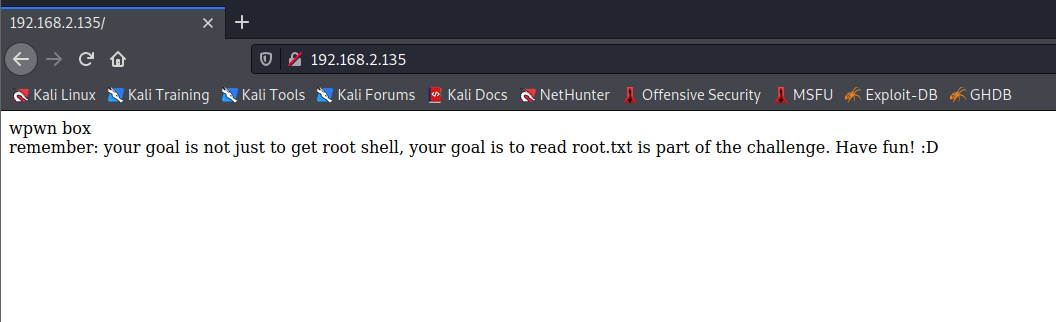 192.168.2.135/
192.168.2.135
Kali Linux Kali Training Kali Tools Kali Forums Kali Docs NetHunter Offensive Security MSFU Exploit-DB GHDB
wpwn box
remember: your goal is not just to get root shell, your goal is to read root.txt is part of the challenge. Have fun! :D